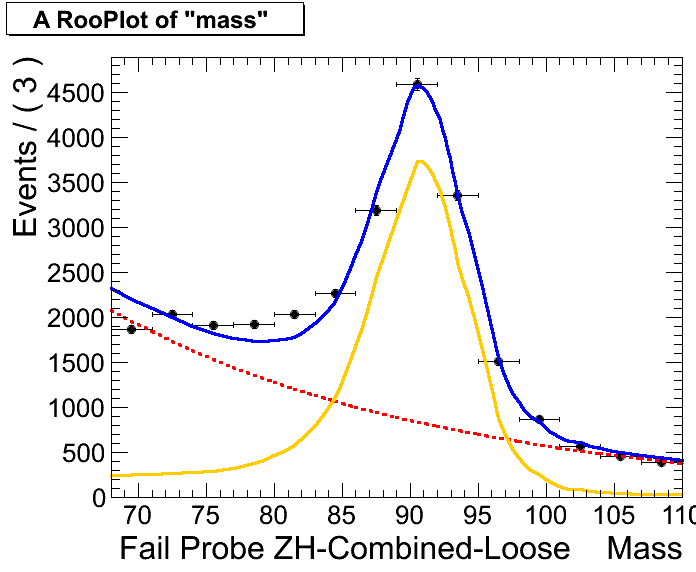 A RooPlot of "mass"
Events / ( 3 )
4500
4000
3500
3000
2500
2000
1500
1000
500
0
70 75 80 85 90 95 100 105 110
Fail Probe ZH-Combined-Loose Mass